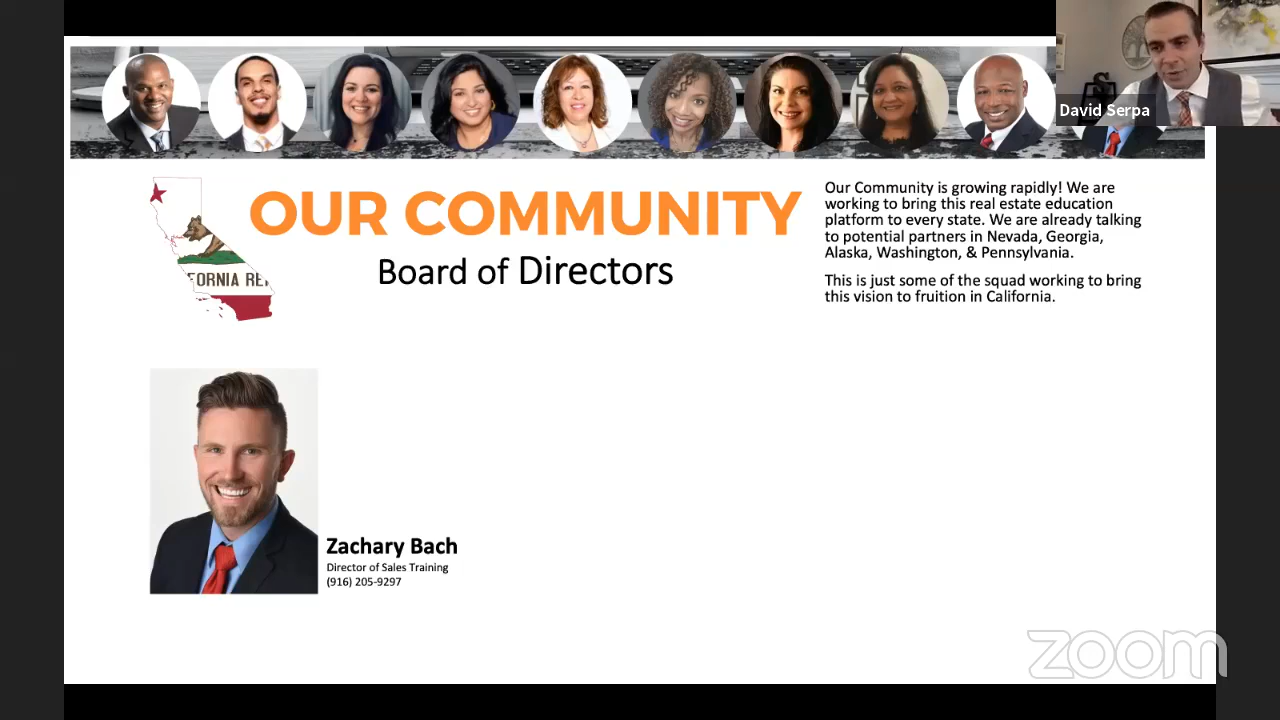 David Serpa
OUR COMMUNITY
Board of Directors
FORNIA RE
Our Community is growing rapidly! We are
working to bring this real estate education
platform to every state. We are already talking
to potential partners in Nevada, Georgia,
Alaska, Washington, & Pennsylvania.
This is just some of the squad working to bring
this vision to fruition in California.
Zachary Bach
Director of Sales Training
(916) 205-9297
zoom